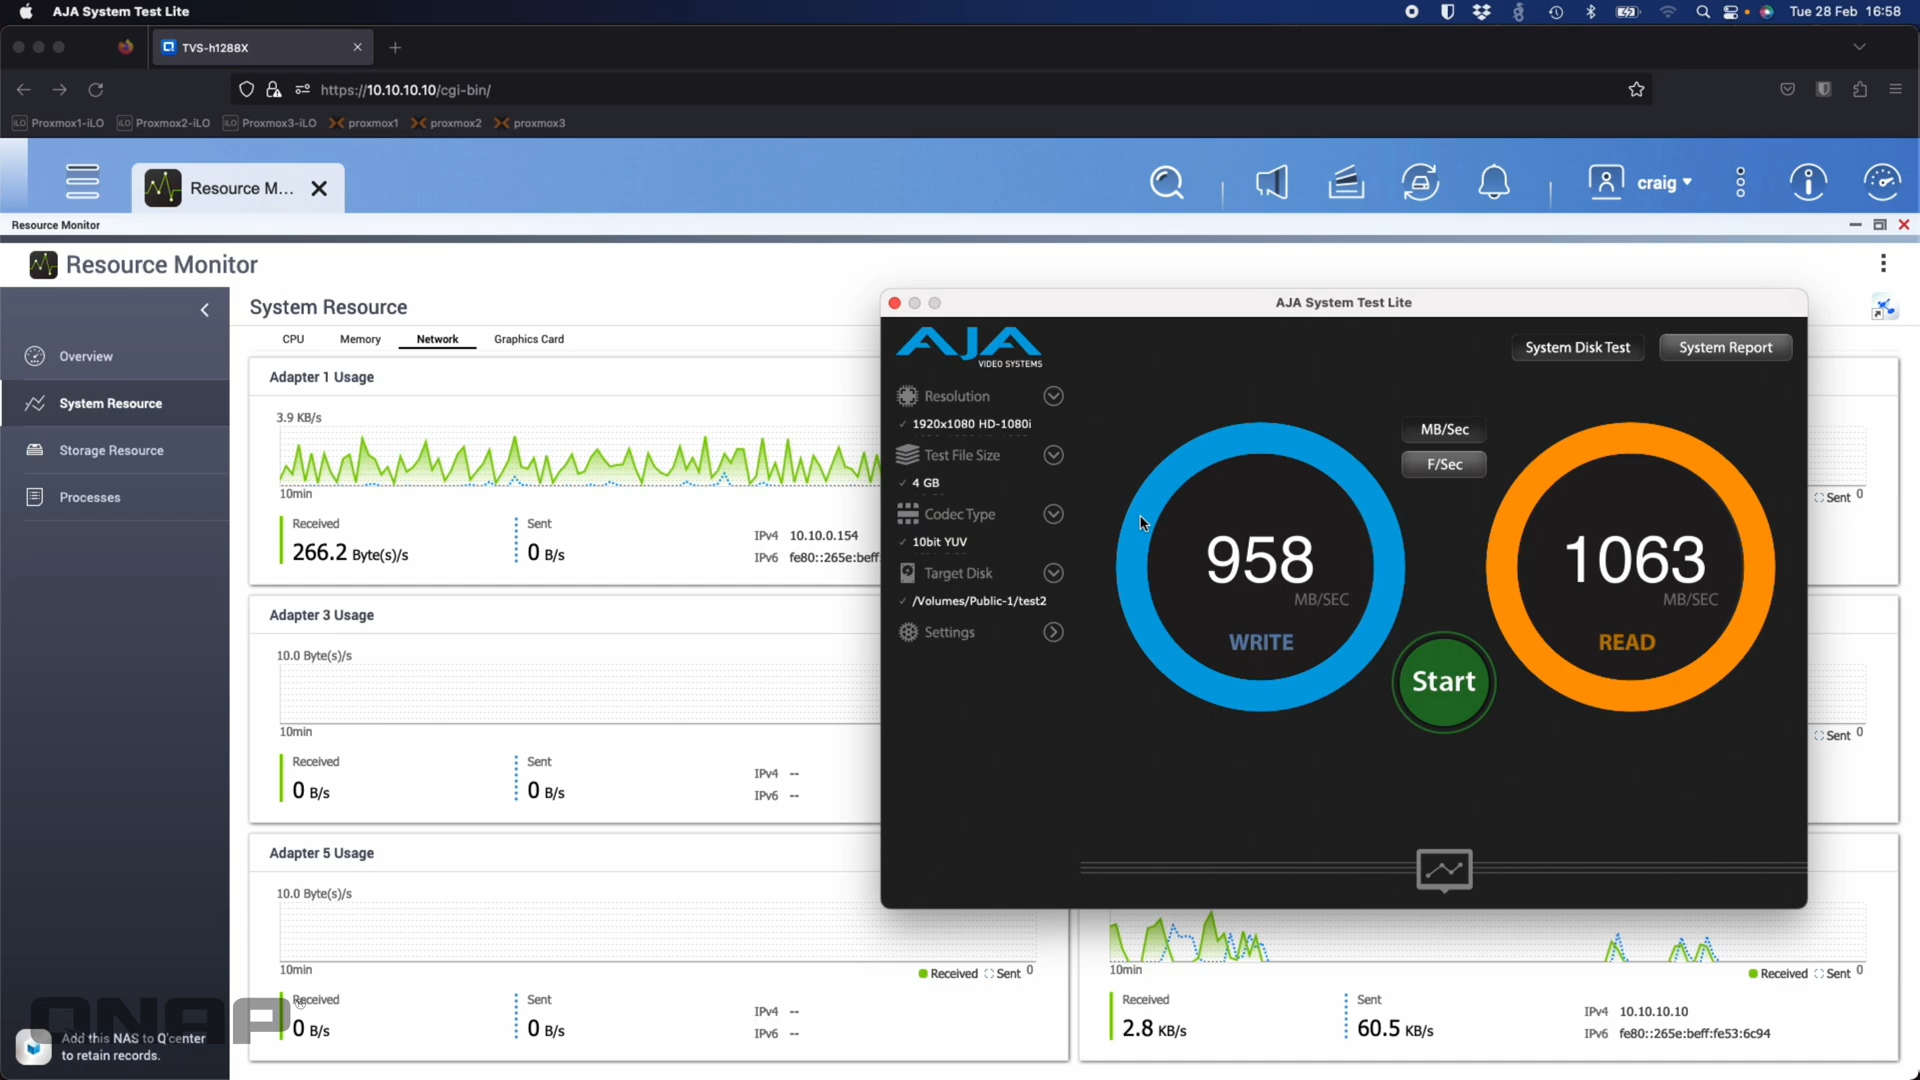 AJA System Test Lite
Tue 28 Feb 16:58
TVS-h1288X
https://10.10.10.10/cgi-bin/
Proxmox1-iLO
Proxmox2-iLO
Proxmox3-iLO
proxmox1
proxmox2
proxmox3
Resource M...
craig
Resource Monitor
Resource Monitor
Overview
System Resource
Storage Resource
Processes
Add this NAS to Q'center
to retain records.
QNAP
System Resource
CPU
Memory
Network
Graphics Card
Adapter 1 Usage
3.9 KB/s
10min
Received
266.2 Byte(s)/s
Sent
0 B/s
IPv4 10.10.0.154
IPv6 fe80::265e:beff
Sent 0
Adapter 3 Usage
10.0 Byte(s)/s
10min
Received
0 B/s
Sent
0 B/s
IPv4 --
IPv6 --
Sent 0
Adapter 5 Usage
10.0 Byte(s)/s
10min
Received Sent 0
Received
0 B/s
Sent
0 B/s
IPv4 --
IPv6 --
10min
Received Sent 0
Received
2.8 KB/s
Sent
60.5 KB/s
IPv4 10.10.10.10
IPv6 fe80::265e:beff:fe53:6c94
AJA System Test Lite
AJA
VIDEO SYSTEMS
System Disk Test
System Report
Resolution
1920x1080 HD-1080i
Test File Size
4 GB
Codec Type
10bit YUV
Target Disk
/Volumes/Public-1/test2
Settings
MB/Sec
F/Sec
958
MB/SEC
WRITE
1063
MB/SEC
READ
Start